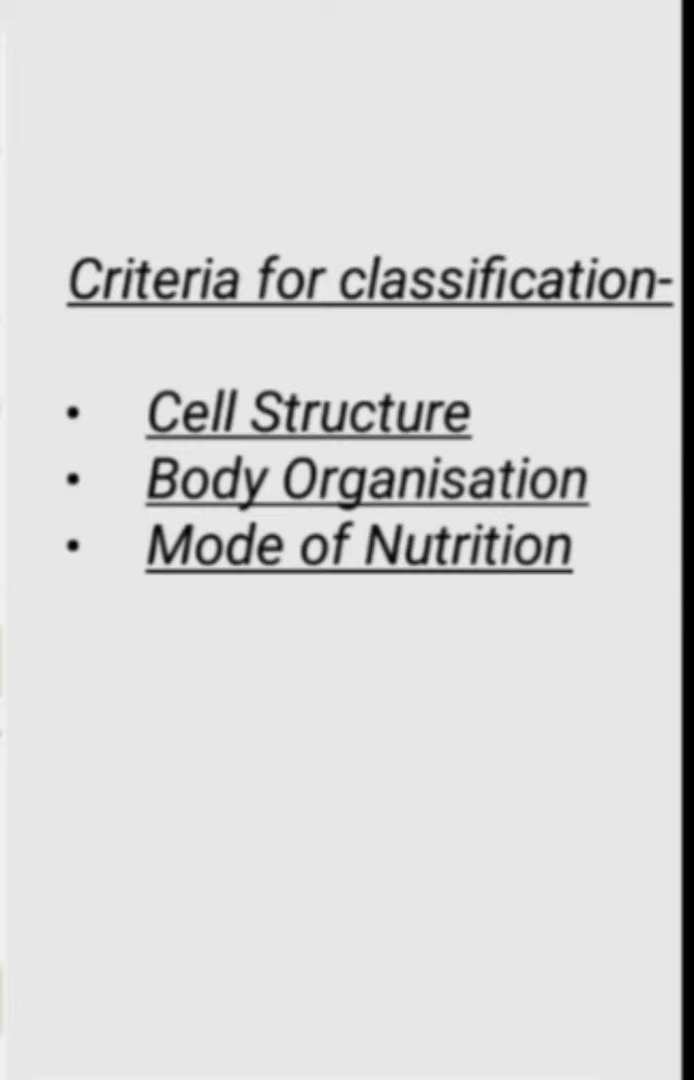 Criteria for classification-
• Cell Structure
• Body Organisation
• Mode of Nutrition